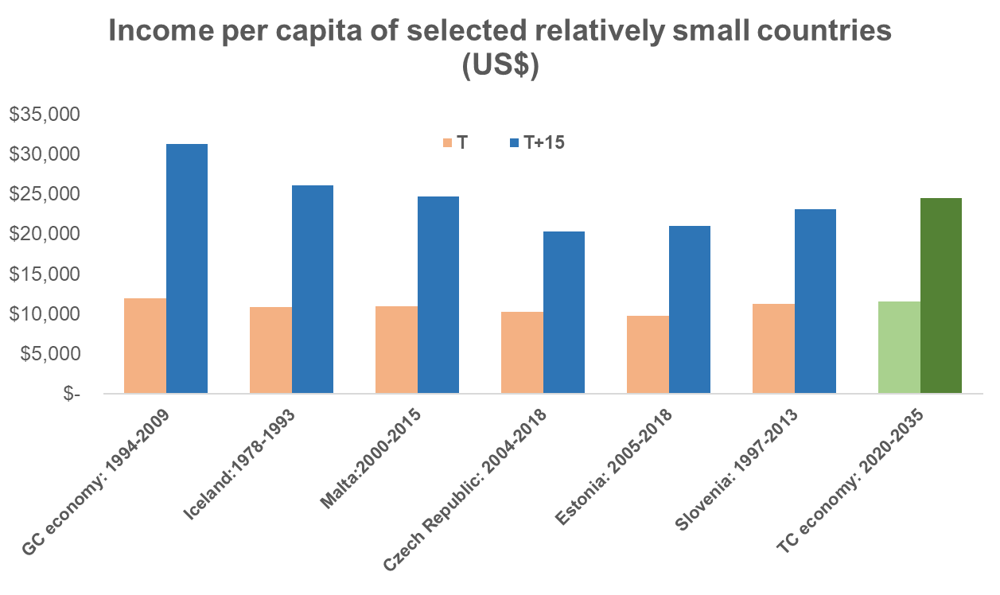 Income per capita of selected relatively small countries
(US$)
$35,000
$30,000
$25,000
$20,000
$15,000
$10,000
$5,000
$-
T
T+15
GC economy: 1994-2009
Iceland:1978-1993
Malta:2000-2015
Czech Republic: 2004-2018
Estonia: 2005-2018
Slovenia: 1997-2013
TC economy: 2020-2035